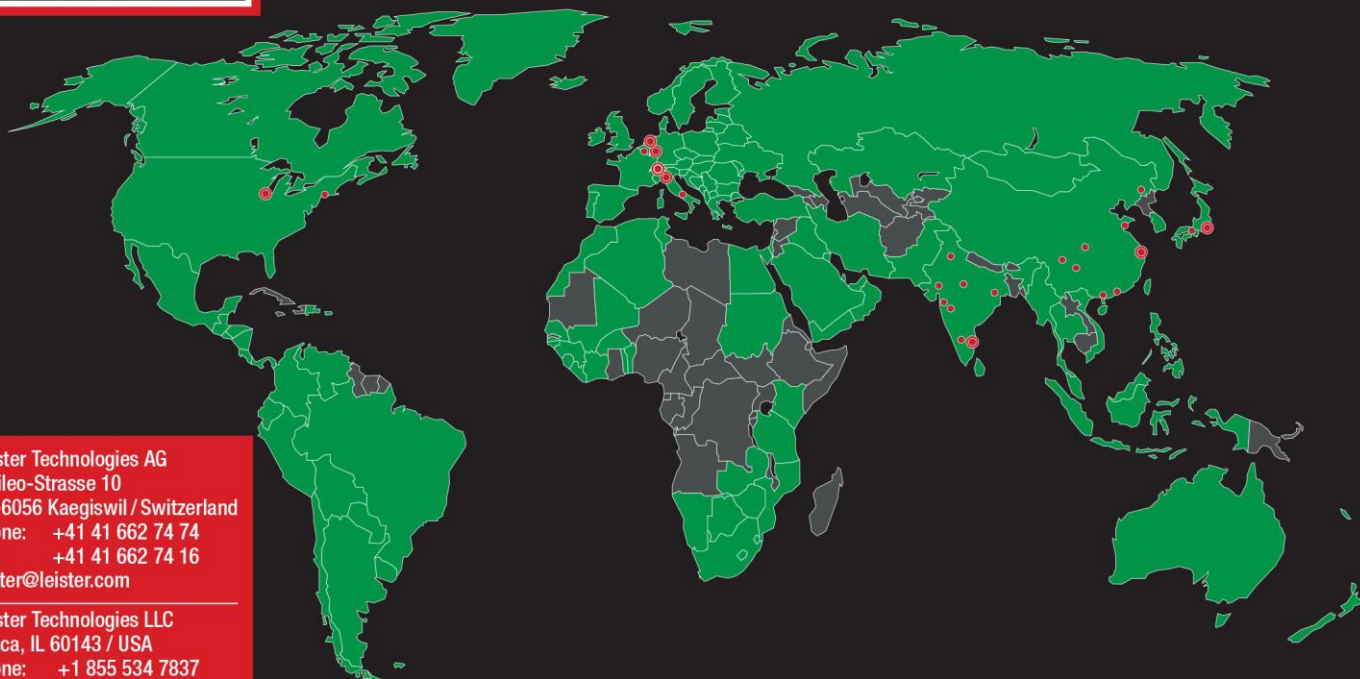 ster Technologies AG
ileo-Strasse 10
-6056 Kaegiswil / Switzerland
one: +41 41 662 74 74
+41 41 662 74 16
ter@leister.com
ster Technologies LLC
ca, IL 60143 / USA
one: +1 855 534 7837